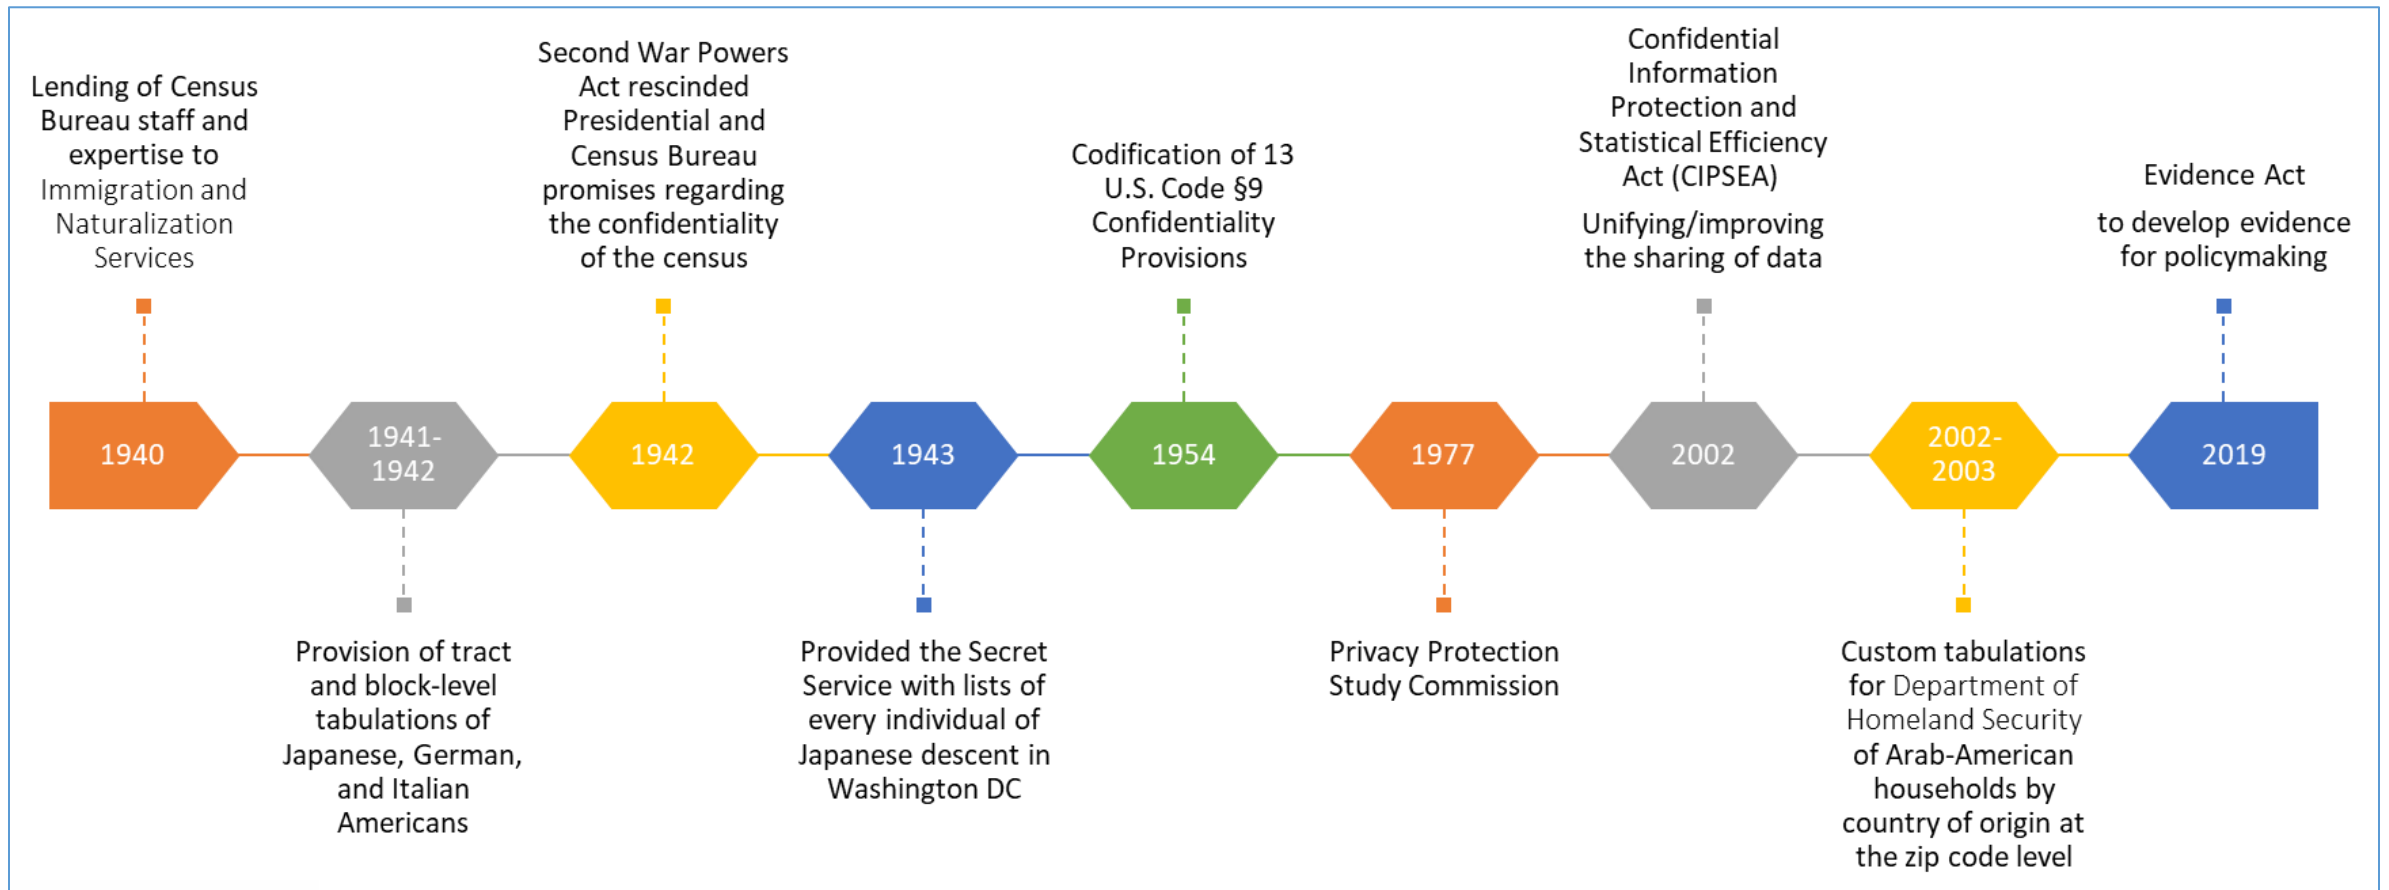 Lending of Census
Bureau staff and
expertise to
Immigration and
Naturalization
Services
Second War Powers
Act rescinded
Presidential and
Census Bureau
promises regarding
the confidentiality
of the census
Codification of 13
U.S. Code §9
Confidentiality
Provisions
Confidential
Information
Protection and
Statistical Efficiency
Act (CIPSEA)
Unifying/improving
the sharing of data
Evidence Act
to develop evidence
for policymaking
1940
1941-
1942
1942
1943
1954
1977
2002
2002-
2003
2019
Provision of tract
and block-level
tabulations of
Japanese, German,
and Italian
Americans
Provided the Secret
Service with lists of
every individual of
Japanese descent in
Washington DC
Privacy Protection
Study Commission
Custom tabulations
for Department of
Homeland Security
of Arab-American
households by
country of origin at
the zip code level